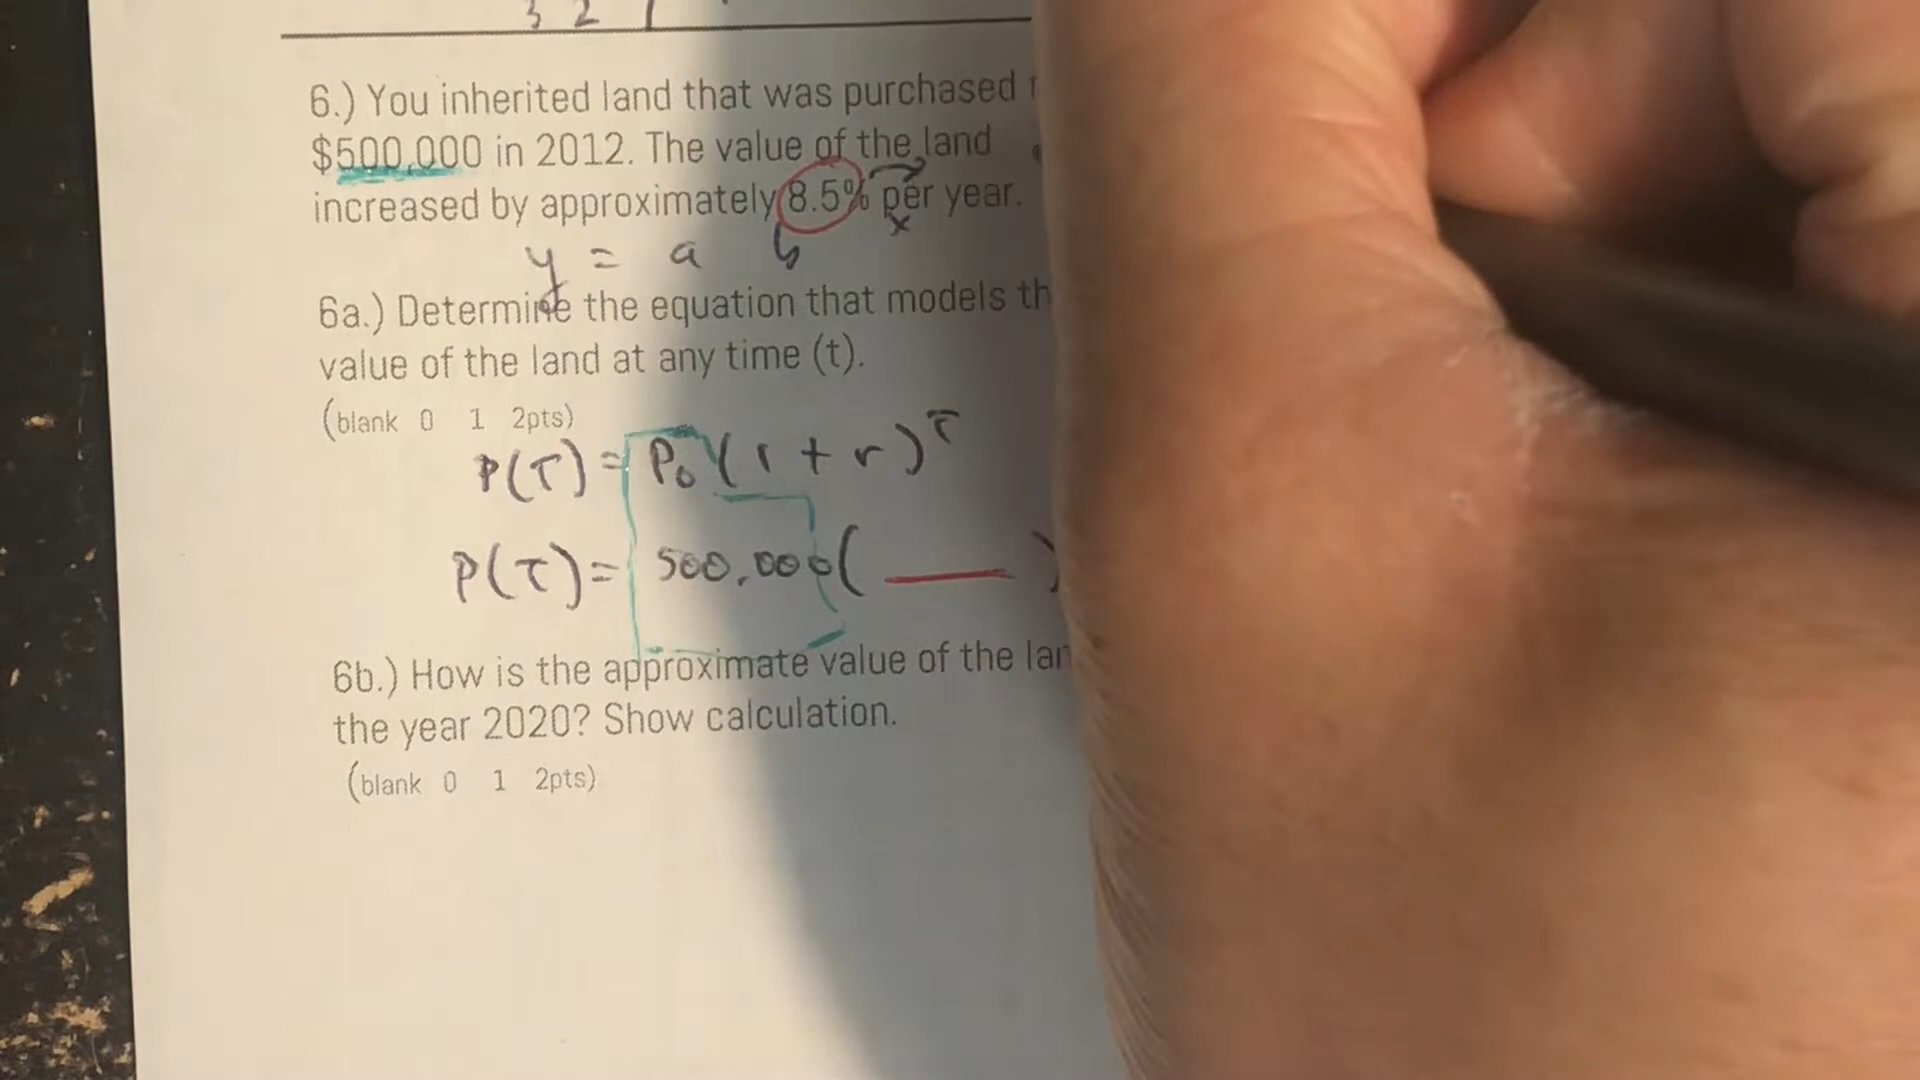 3 2 1
6.) You inherited land that was purchased
$500,000 in 2012. The value of the land
increased by approximately 8.5% per year.
x
y = a b
6a.) Determine the equation that models
value of the land at any time (t).
(blank 0 1 2pts)
P(T) = P₀ (1 + r)ᵀ
P(T) = 500,000 ( ___ )
6b.) How is the approximate value of the
the year 2020? Show calculation.
(blank 0 1 2pts)